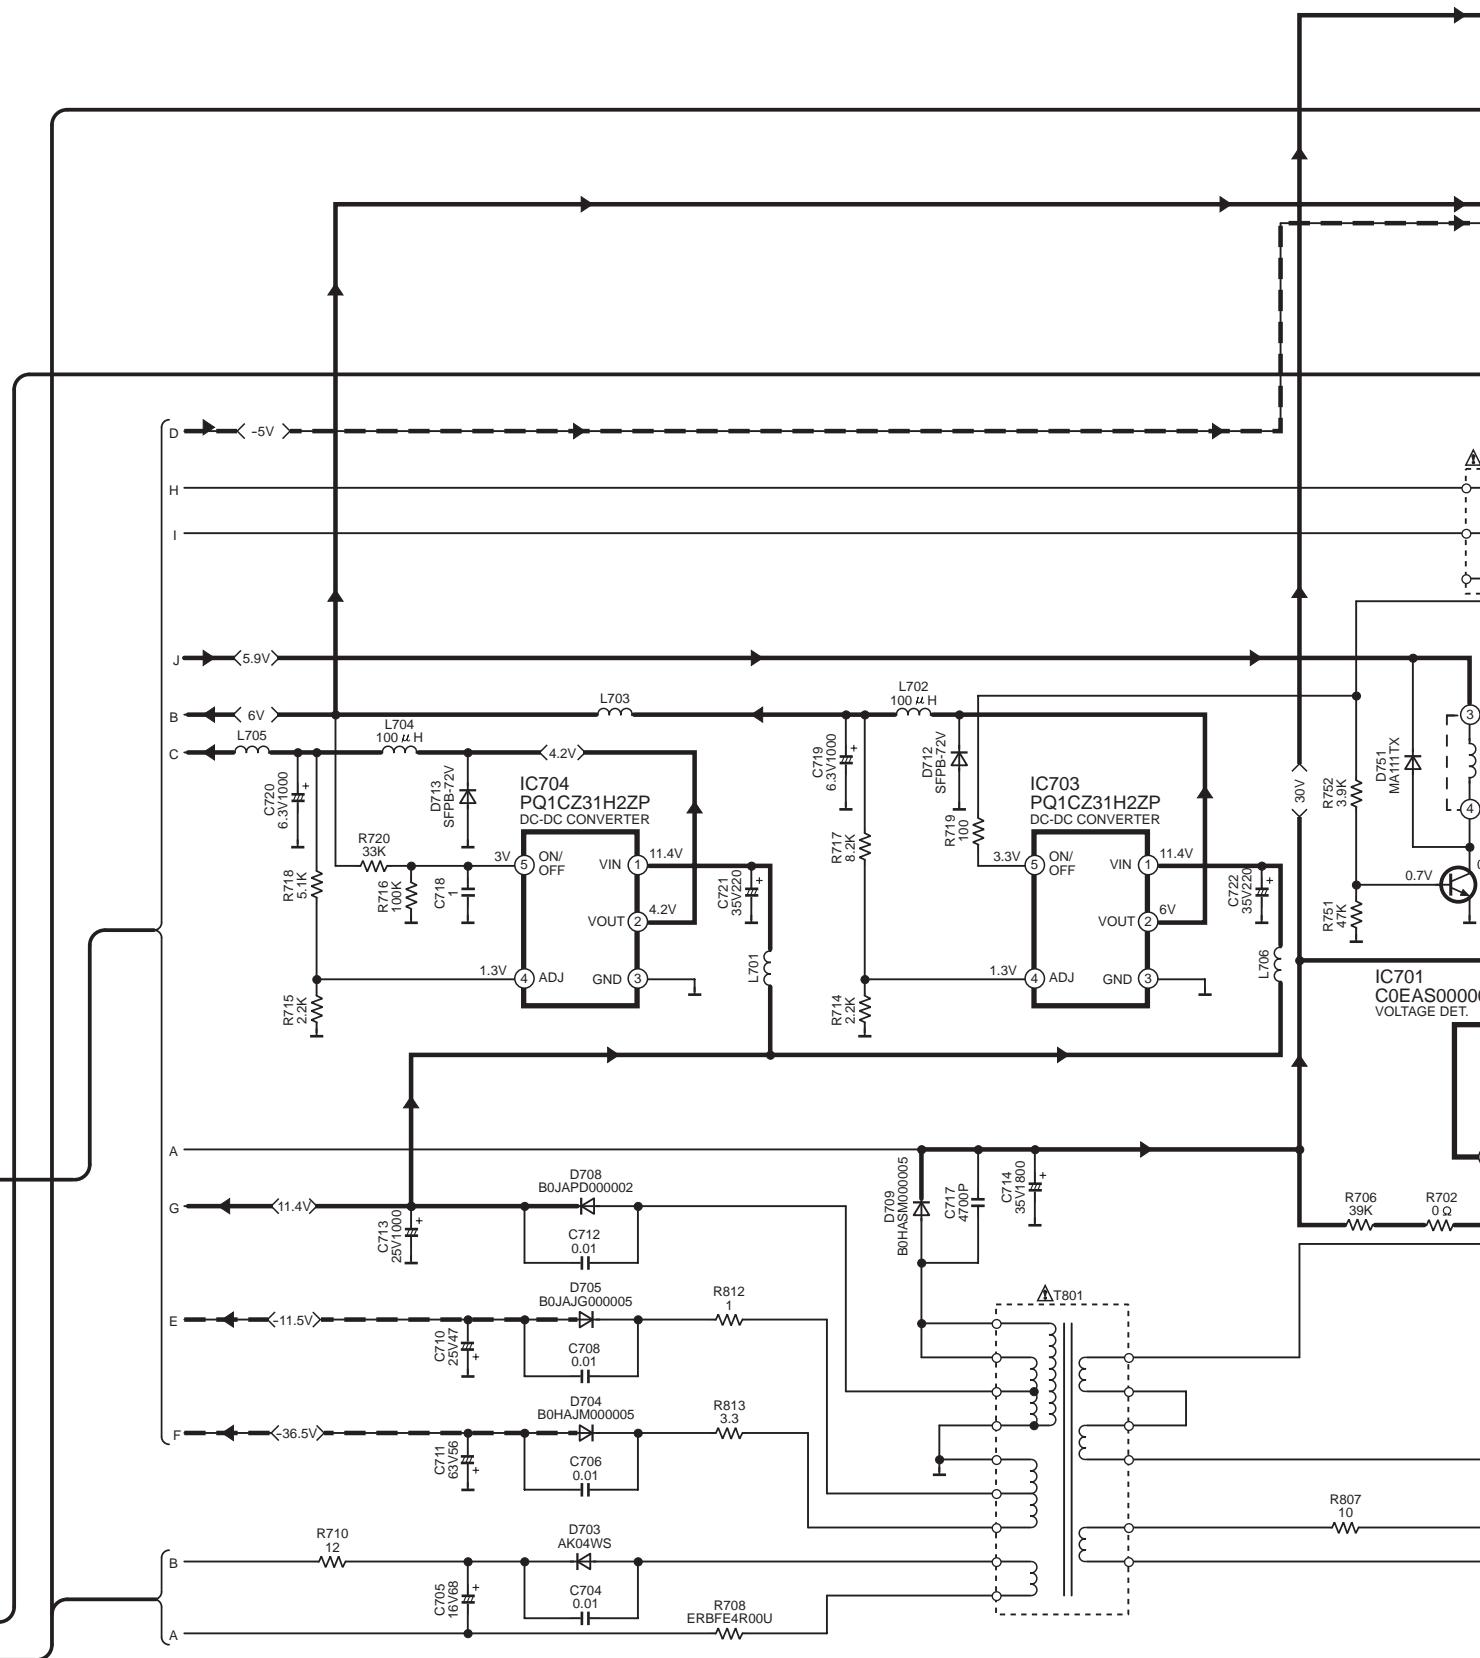 D
-5V
H
I
J
5.9V
B
6V
L703
L702
100 μH
L704
100 μH
C
L705
4.2V
C720
6.3V1000
+
D713
SFPB-72V
IC704
PQ1CZ31H2ZP
DC-DC CONVERTER
C719
6.3V1000
+
D712
SFPB-72V
IC703
PQ1CZ31H2ZP
DC-DC CONVERTER
30V
R752
3.9K
D751
MA111TX
3
4
R720
33K
R718
5.1K
R716
100K
C718
1
3V
5
ON/
OFF
VIN
1
11.4V
C721
35V220
+
4.2V
VOUT
2
R717
8.2K
R719
100
3.3V
5
ON/
OFF
VIN
1
11.4V
C722
35V220
+
6V
VOUT
2
0.7V
R751
47K
1.3V
4
ADJ
GND
3
L701
R715
2.2K
1.3V
4
ADJ
GND
3
L706
R714
2.2K
IC701
C0EAS0000
VOLTAGE DET.
A
D709
B0HASM000005
C717
4700P
C714
35V1800
+
G
11.4V
D708
B0JAPD000002
C713
25V1000
+
C712
0.01
R706
39K
R702
0 Ω
E
-11.5V
D705
B0JAJG000005
R812
1
C710
25V47
+
C708
0.01
T801
F
-36.5V
D704
B0HAJM000005
R813
3.3
C711
63V56
+
C706
0.01
R807
10
B
R710
12
D703
AK04WS
C705
16V68
+
C704
0.01
R708
ERBFE4R00U
A